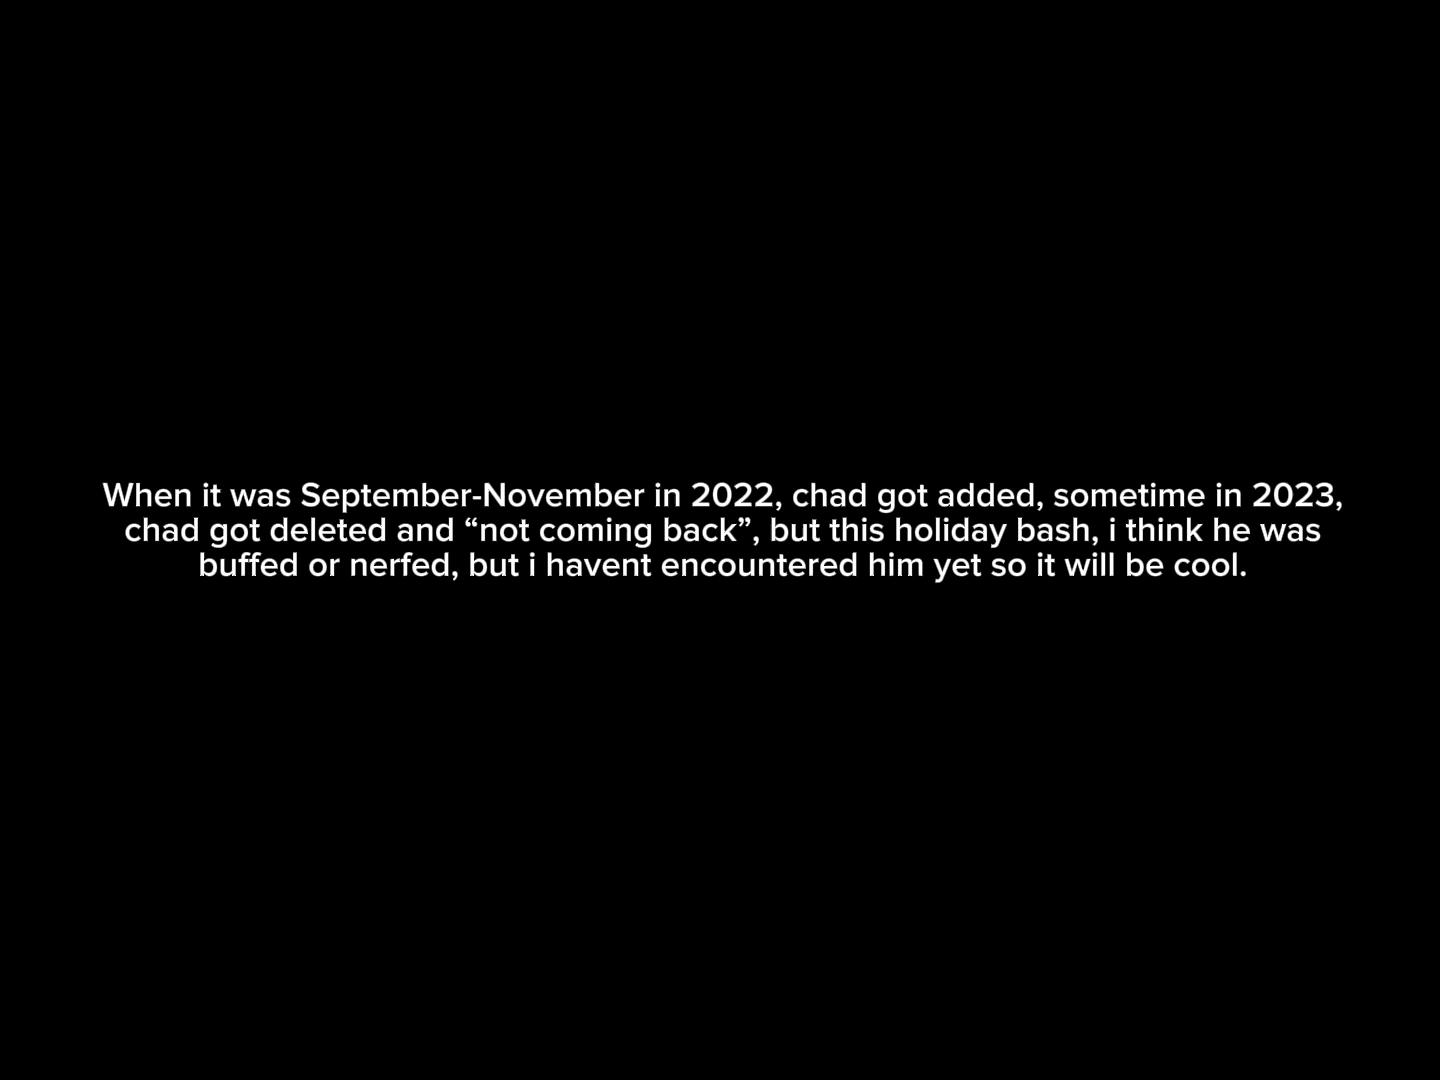 When it was September-November in 2022, chad got added, sometime in 2023,
chad got deleted and “not coming back”, but this holiday bash, i think he was
buffed or nerfed, but i havent encountered him yet so it will be cool.